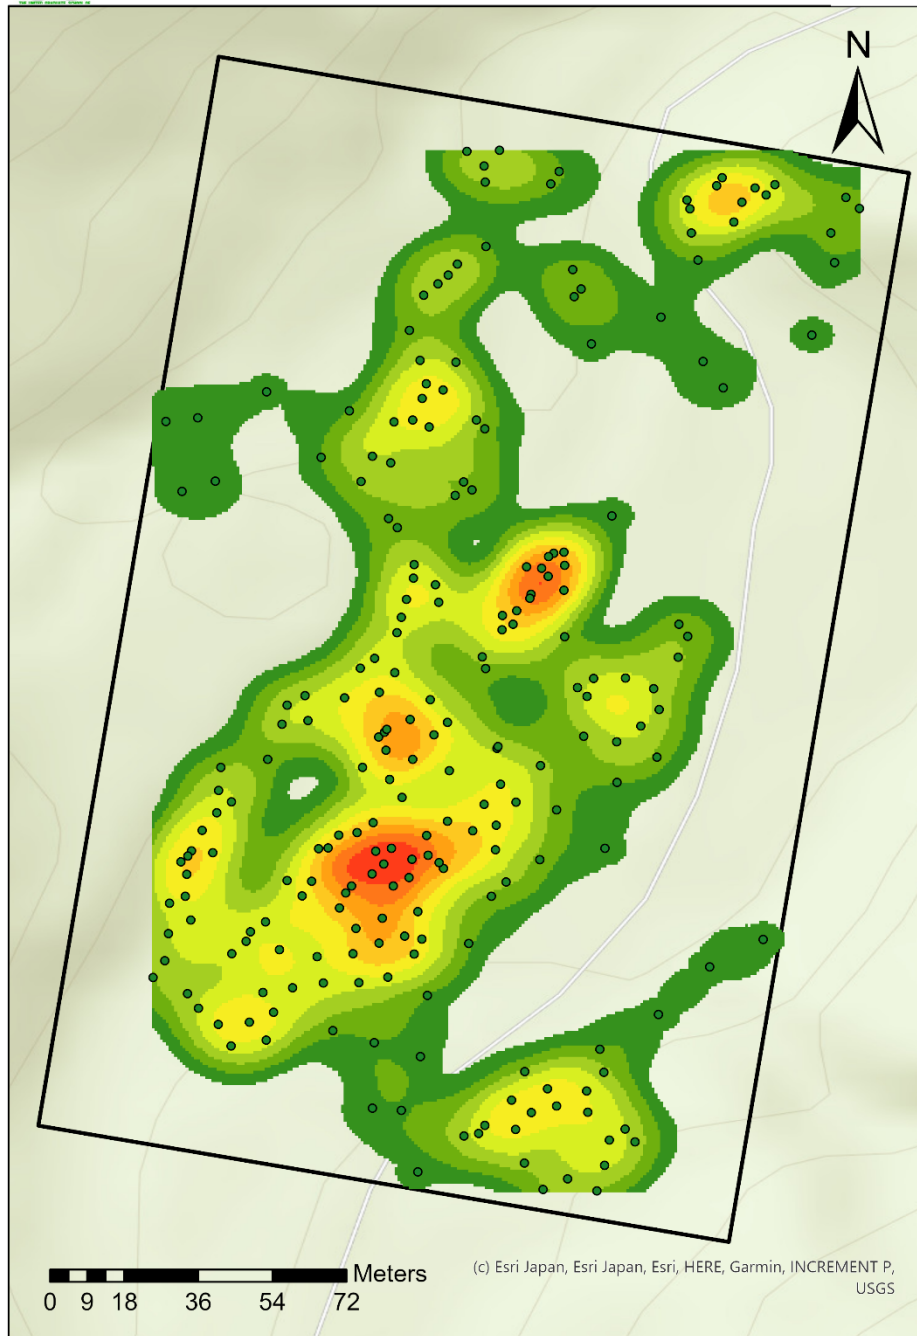 N
Meters
0 9 18 36 54 72
(c) Esri Japan, Esri Japan, Esri, HERE, Garmin, INCREMENT P,
USGS